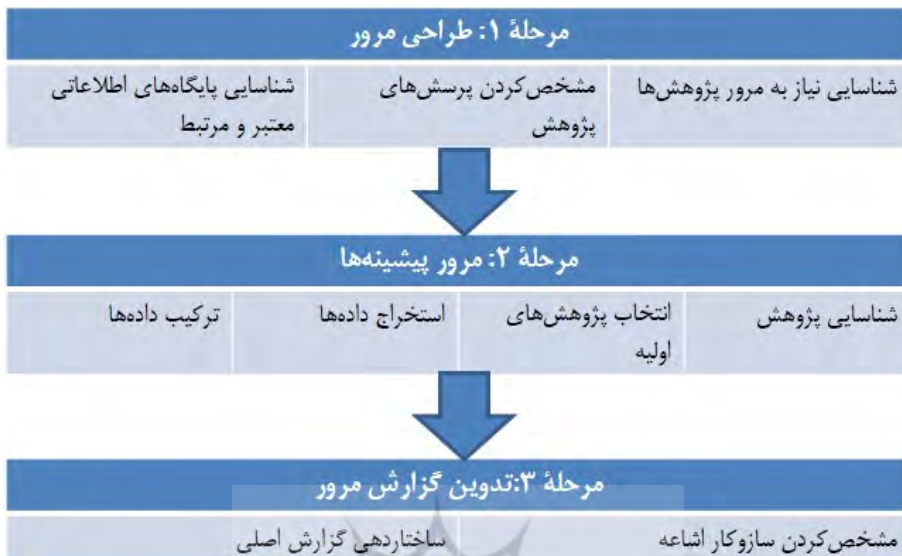 مرحلهٔ ۱: طراحی مرور
شناسایی نیاز به مرور پژوهش‌ها
مشخص‌کردن پرسش‌های
پژوهش
شناسایی پایگاه‌های اطلاعاتی
معتبر و مرتبط
مرحلهٔ ۲: مرور پیشینه‌ها
شناسایی پژوهش
انتخاب پژوهش‌های
اولیه
استخراج داده‌ها
ترکیب داده‌ها
مرحلهٔ ۳:تدوین گزارش مرور
مشخص‌کردن سازوکار اشاعه
ساختاردهی گزارش اصلی